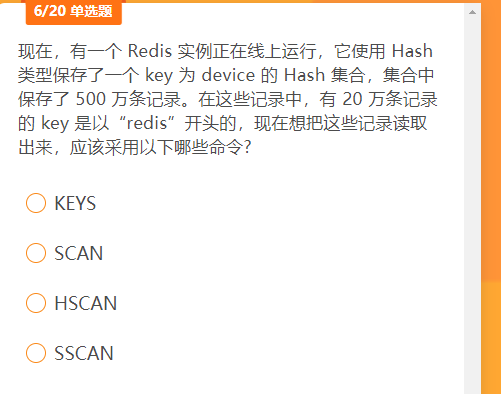 6/20 单选题
现在，有一个 Redis 实例正在线上运行，它使用 Hash
类型保存了一个 key 为 device 的 Hash 集合，集合中
保存了 500 万条记录。在这些记录中，有 20 万条记录
的 key 是以“redis”开头的，现在想把这些记录读取
出来，应该采用以下哪些命令?
KEYS
SCAN
HSCAN
SSCAN